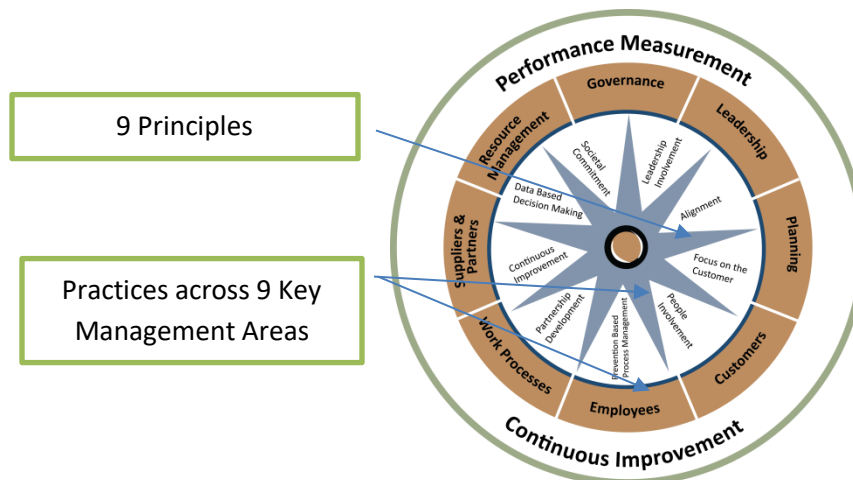 9 Principles
Practices across 9 Key
Management Areas
Performance Measurement
Governance
Leadership
Planning
Customers
Employees
Work Processes
Suppliers &
Partners
Resource
Management
Leadership
Involvement
Alignment
Focus on the
Customer
People
Involvement
Prevention Based
Process Management
Partnership
Development
Continuous
Improvement
Data Based
Decision Making
Societal
Commitment
Continuous Improvement